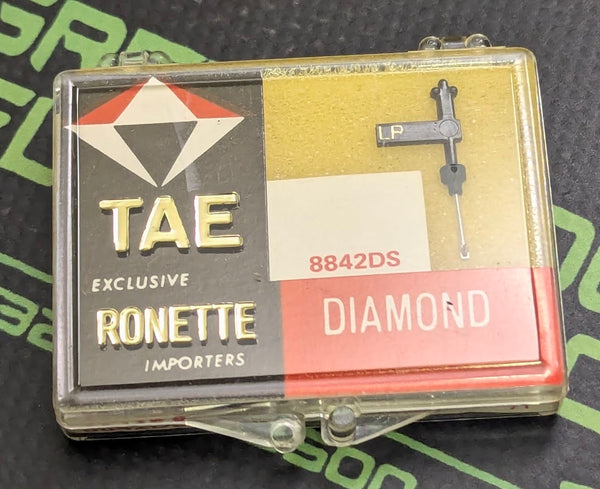 TAE
EXCLUSIVE
RONETTE
IMPORTERS
LP
8842DS
DIAMOND